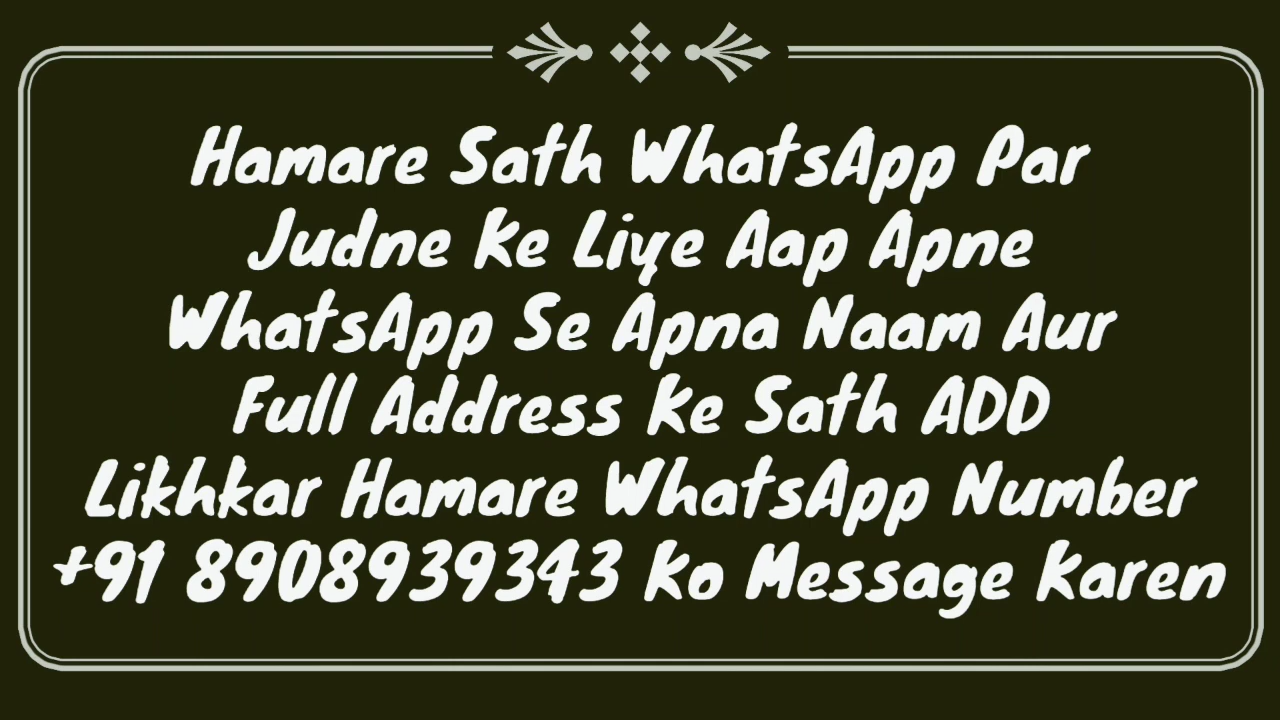 Hamare Sath WhatsApp Par
Judne Ke Liye Aap Apne
WhatsApp Se Apna Naam Aur
Full Address Ke Sath ADD
Likhkar Hamare WhatsApp Number
+91 8908939343 Ko Message Karen